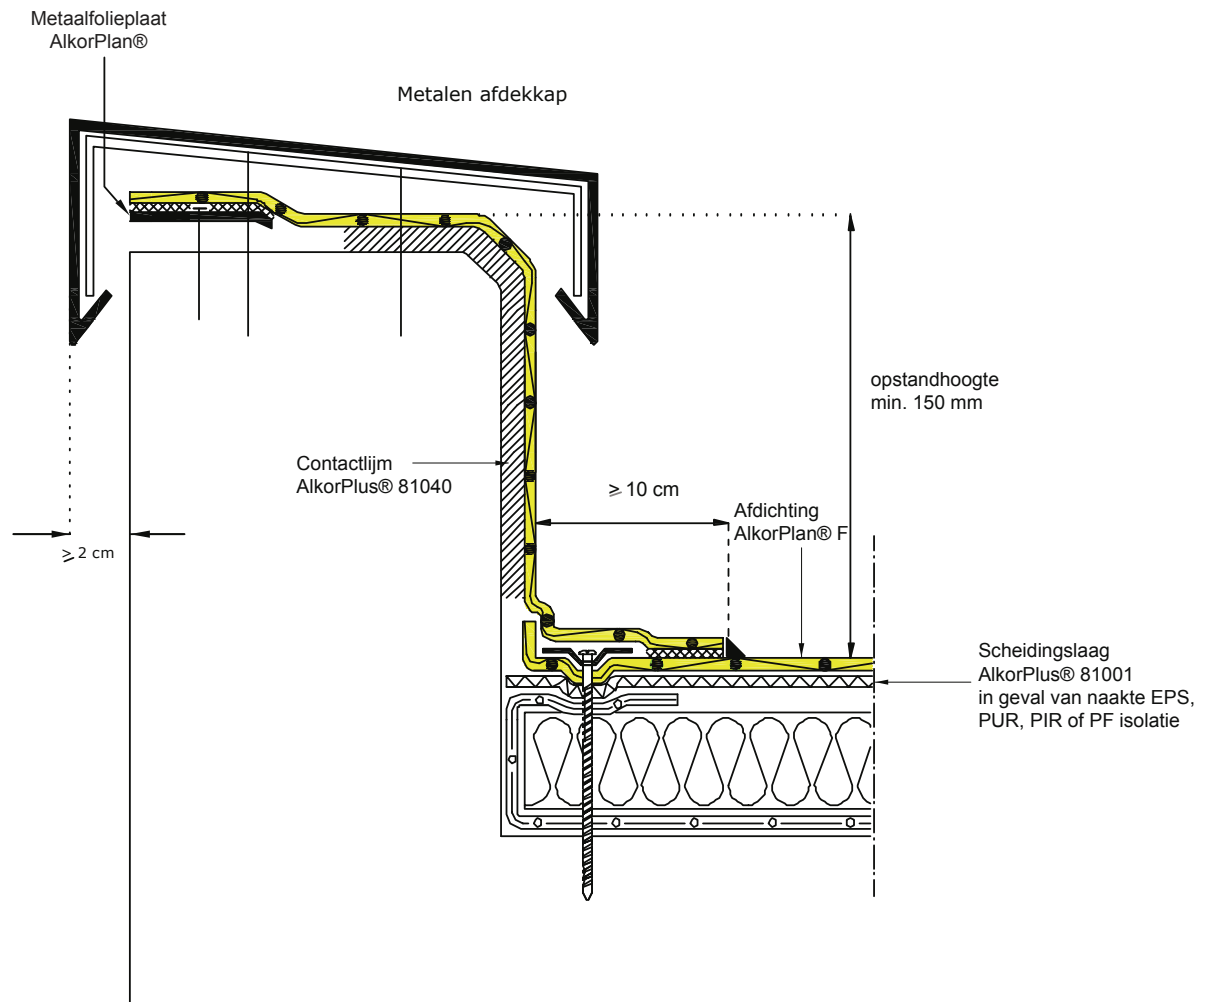 Metaalfolieplaat
AlkorPlan®
Metalen afdekkap
opstandhoogte
min. 150 mm
Contactlijm
AlkorPlus® 81040
≥ 10 cm
Afdichting
AlkorPlan® F
≥ 2 cm
Scheidingslaag
AlkorPlus® 81001
in geval van naakte EPS,
PUR, PIR of PF isolatie